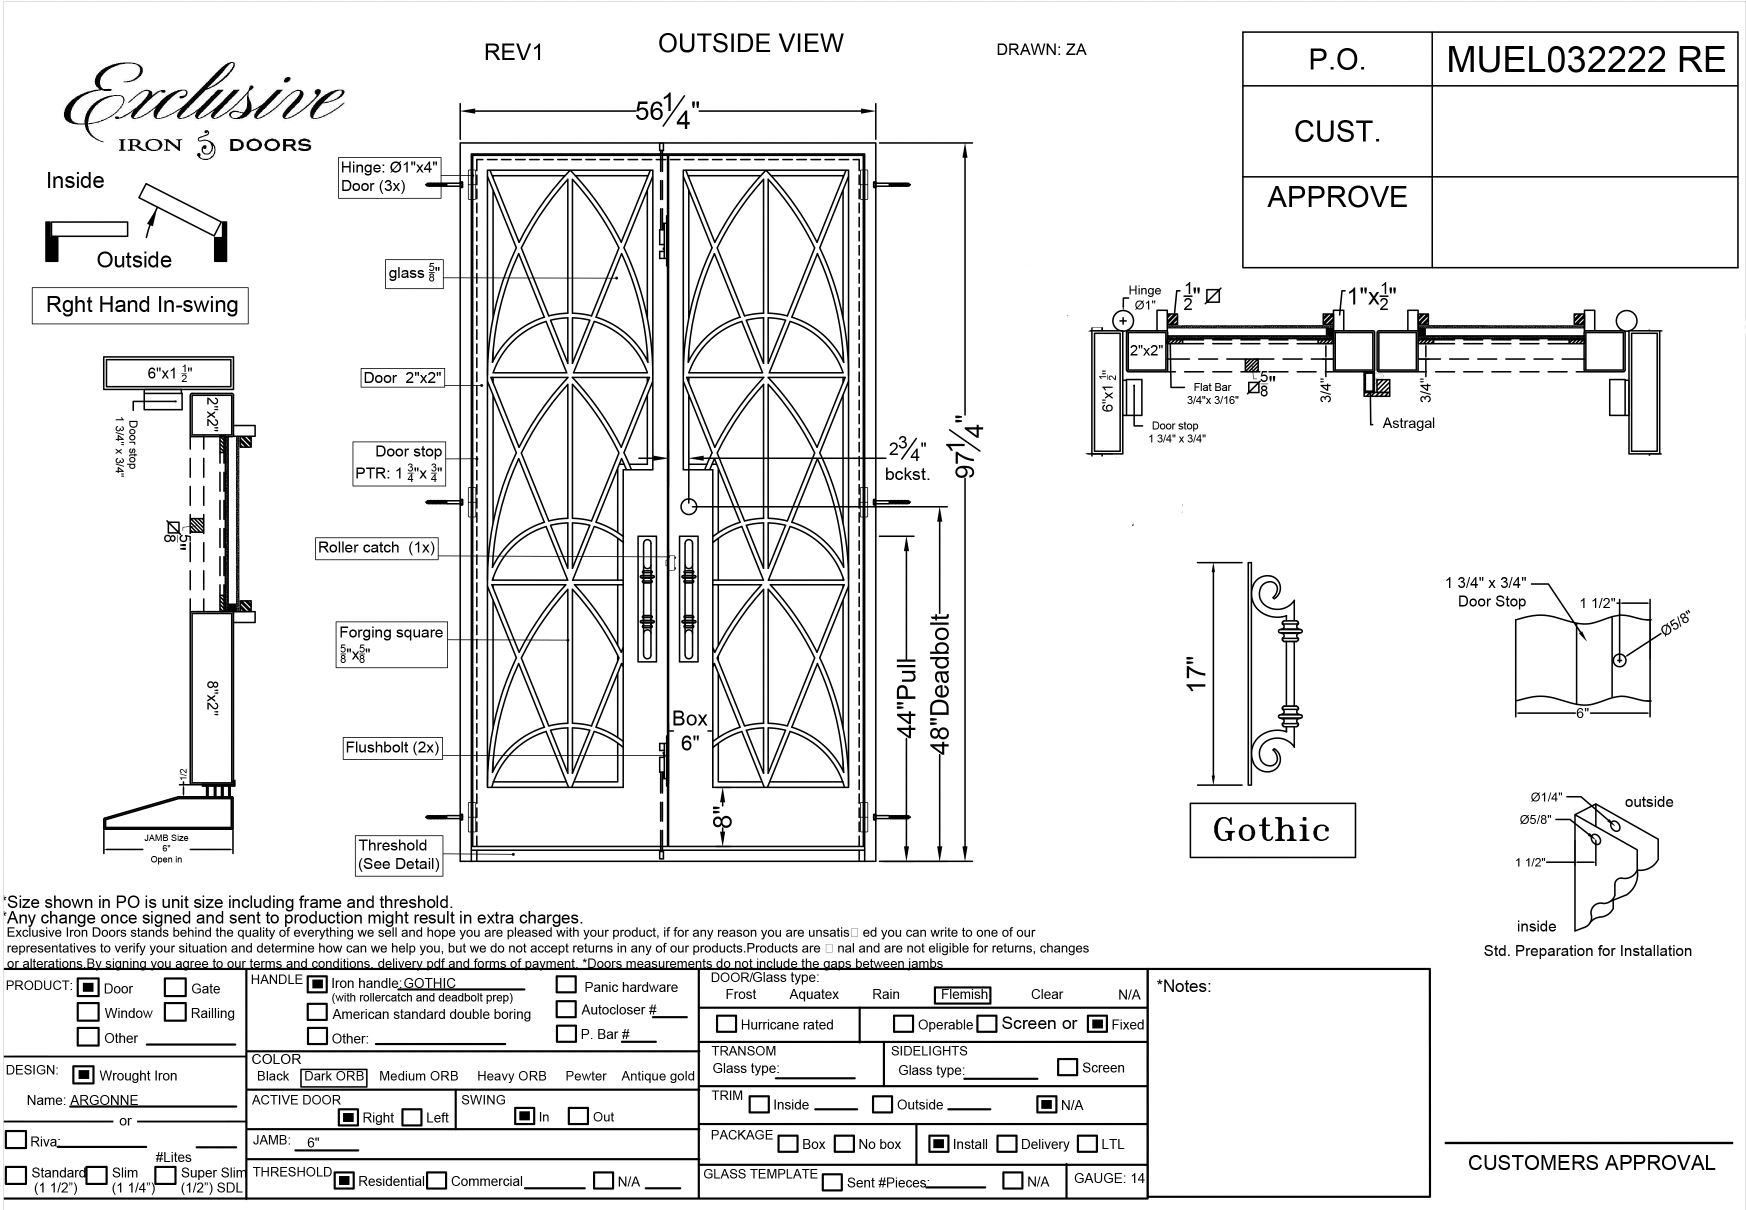 REV1
OUTSIDE VIEW
DRAWN: ZA
P.O.
MUEL032222 RE
CUST.
APPROVE
Exclusive
IRON DOORS
Inside
Outside
Rght Hand In-swing
56 1/4"
Hinge: Ø1"x4"
Door (3x)
glass 5/8"
Door 2"x2"
Door stop
PTR: 1 3/4"x 3/4
Roller catch (1x)
Forging square
5/8"x5/8"
Flushbolt (2x)
Threshold
(See Detail)
2 3/4"
bckst.
97 1/4"
44"Pull
48"Deadbolt
Box
6"
8"
6"x1 1/2"
2"x2"
Door stop
1 3/4" x 3/4"
5/8"
8"x2"
1/2
JAMB Size
6"
Open in
Hinge
Ø1"
1/2"
1"x1/2"
2"x2"
6"x1 1/2"
Flat Bar
3/4"x 3/16"
5/8"
3/4"
3/4"
Door stop
1 3/4" x 3/4"
Astragal
17"
Gothic
1 3/4" x 3/4"
Door Stop
1 1/2"
Ø5/8"
6"
Ø1/4"
outside
Ø5/8"
1 1/2"
inside
Std. Preparation for Installation
*Size shown in PO is unit size including frame and threshold.
*Any change once signed and sent to production might result in extra charges.
Exclusive Iron Doors stands behind the quality of everything we sell and hope you are pleased with your product, if for any reason you are unsatis□ ed you can write to one of our
representatives to verify your situation and determine how can we help you, but we do not accept returns in any of our products.Products are □ nal and are not eligible for returns, changes
or alterations.By signing you agree to our terms and conditions, delivery pdf and forms of payment. *Doors measurements do not include the gaps between jambs
PRODUCT: Door Gate
Window Railling
Other
DESIGN: Wrought Iron
Name: ARGONNE
or
Riva:
#Lites
Standard Slim Super Slim
(1 1/2") (1 1/4") (1/2") SDL
HANDLE Iron handle:GOTHIC
(with rollercatch and deadbolt prep)
American standard double boring
Other:
Panic hardware
Autocloser #
P. Bar #
COLOR
Black Dark ORB Medium ORB Heavy ORB Pewter Antique gold
ACTIVE DOOR
Right Left
SWING
In Out
JAMB: 6"
THRESHOLD Residential Commercial N/A
DOOR/Glass type:
Frost Aquatex Rain Flemish Clear N/A
Hurricane rated Operable Screen or Fixed
TRANSOM
Glass type:
SIDELIGHTS
Glass type: Screen
TRIM Inside Outside N/A
PACKAGE Box No box Install Delivery LTL
GLASS TEMPLATE Sent #Pieces: N/A GAUGE: 14
*Notes:
CUSTOMERS APPROVAL